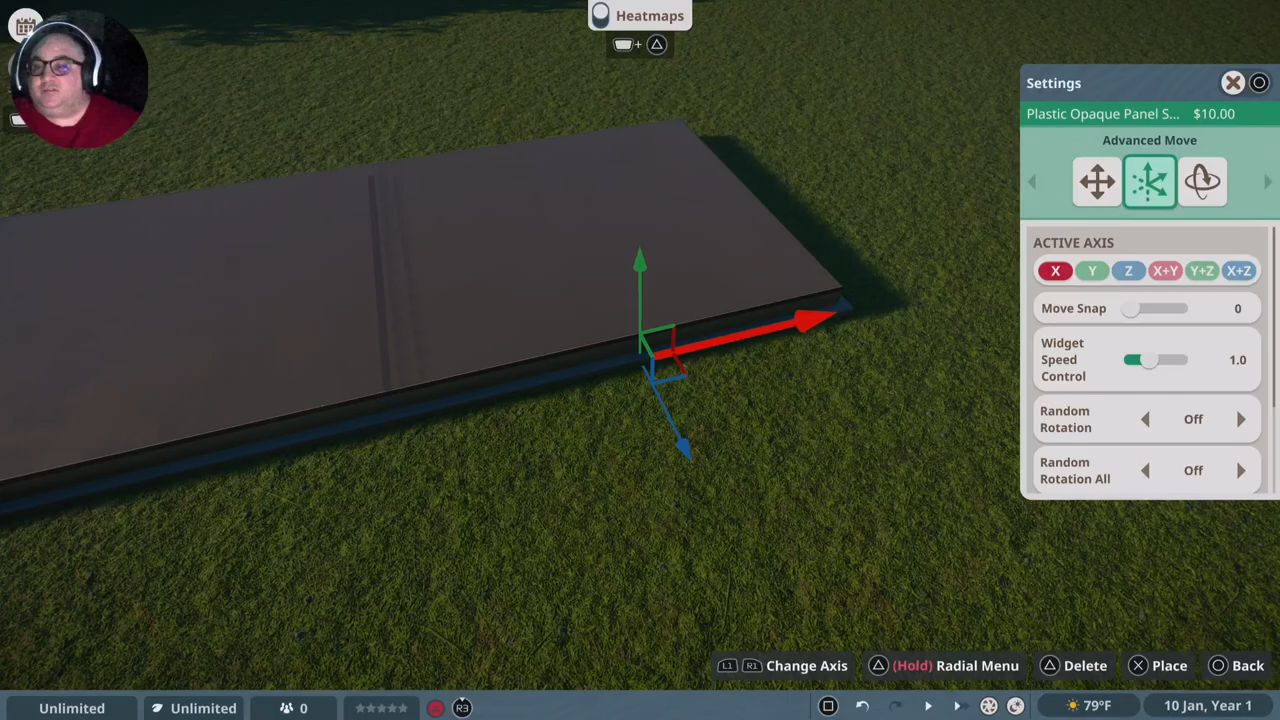 Heatmaps
+
Settings
Plastic Opaque Panel S... $10.00
Advanced Move
ACTIVE AXIS
X Y Z X+Y Y+Z X+Z
Move Snap 0
Widget
Speed 1.0
Control
Random
Rotation Off
Random
Rotation All Off
L1 R1 Change Axis (Hold) Radial Menu Delete Place Back
Unlimited Unlimited 0 R3 79°F 10 Jan, Year 1